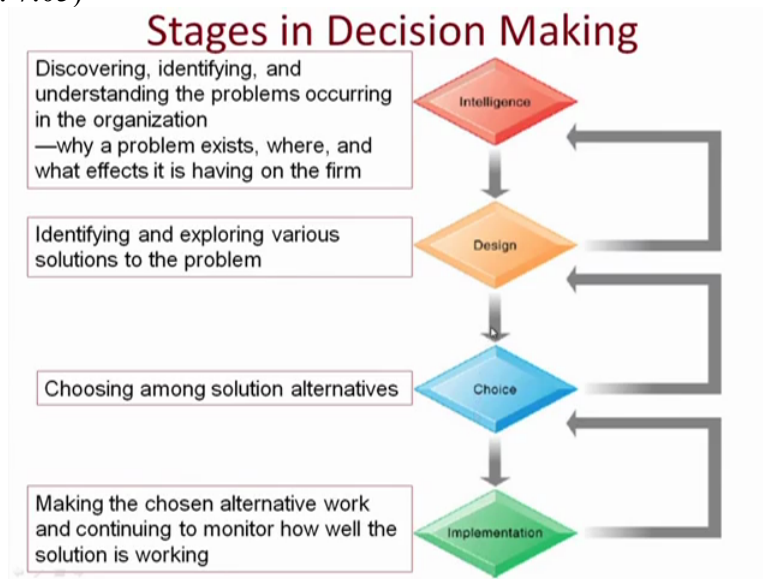 Stages in Decision Making
Discovering, identifying, and
understanding the problems occurring
in the organization
—why a problem exists, where, and
what effects it is having on the firm
Intelligence
Identifying and exploring various
solutions to the problem
Design
Choosing among solution alternatives
Choice
Making the chosen alternative work
and continuing to monitor how well the
solution is working
Implementation